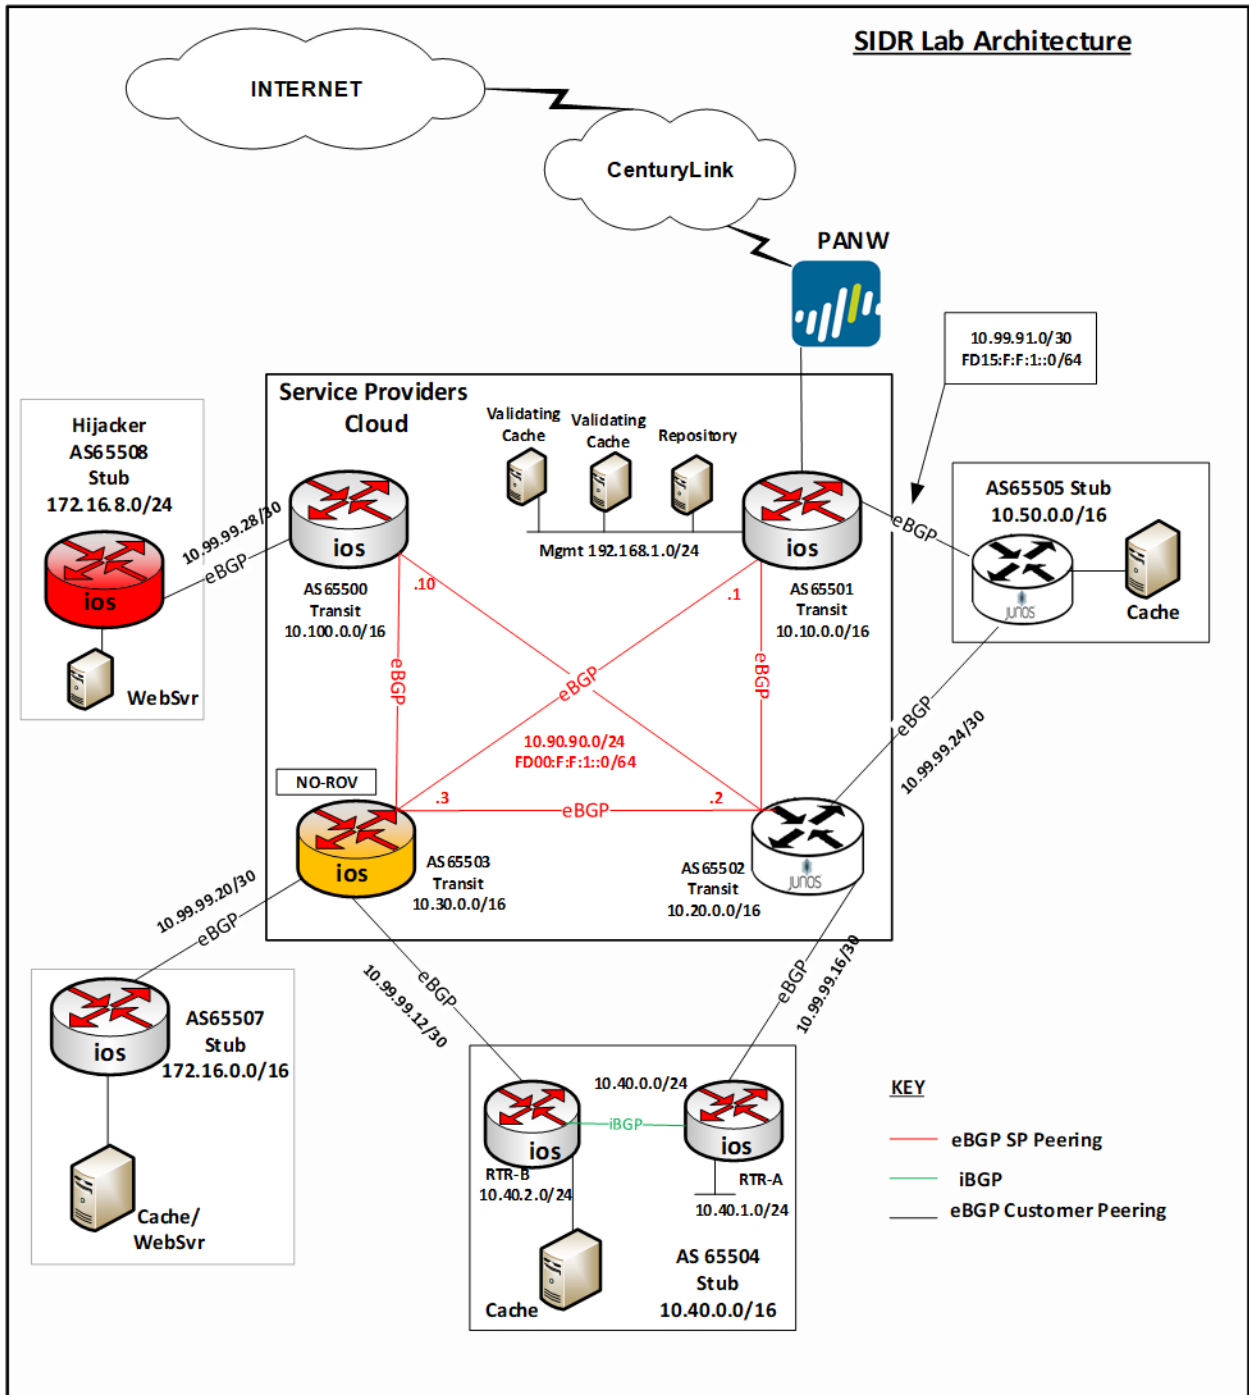 SIDR Lab Architecture
INTERNET
CenturyLink
PANW
10.99.91.0/30
FD15:F:F:1::0/64
Service Providers
Cloud
Validating
Cache
Validating
Cache
Repository
Mgmt 192.168.1.0/24
Hijacker
AS65508
Stub
172.16.8.0/24
ios
WebSvr
10.99.99.28/30
eBGP
ios
AS65500
Transit
10.100.0.0/16
.10
ios
AS65501
Transit
10.10.0.0/16
.1
eBGP
AS65505 Stub
10.50.0.0/16
JUNOS
Cache
eBGP
10.99.99.24/30
eBGP
eBGP
eBGP
10.90.90.0/24
FD00:F:F:1::0/64
NO-ROV
.3
eBGP
.2
ios
AS65503
Transit
10.30.0.0/16
AS65502
Transit
10.20.0.0/16
JUNOS
10.99.99.20/30
eBGP
ios
AS65507
Stub
172.16.0.0/16
Cache/
WebSvr
eBGP
10.99.99.12/30
eBGP
10.99.99.16/30
10.40.0.0/24
iBGP
ios
RTR-B
10.40.2.0/24
ios
RTR-A
10.40.1.0/24
Cache
AS 65504
Stub
10.40.0.0/16
KEY
eBGP SP Peering
iBGP
eBGP Customer Peering